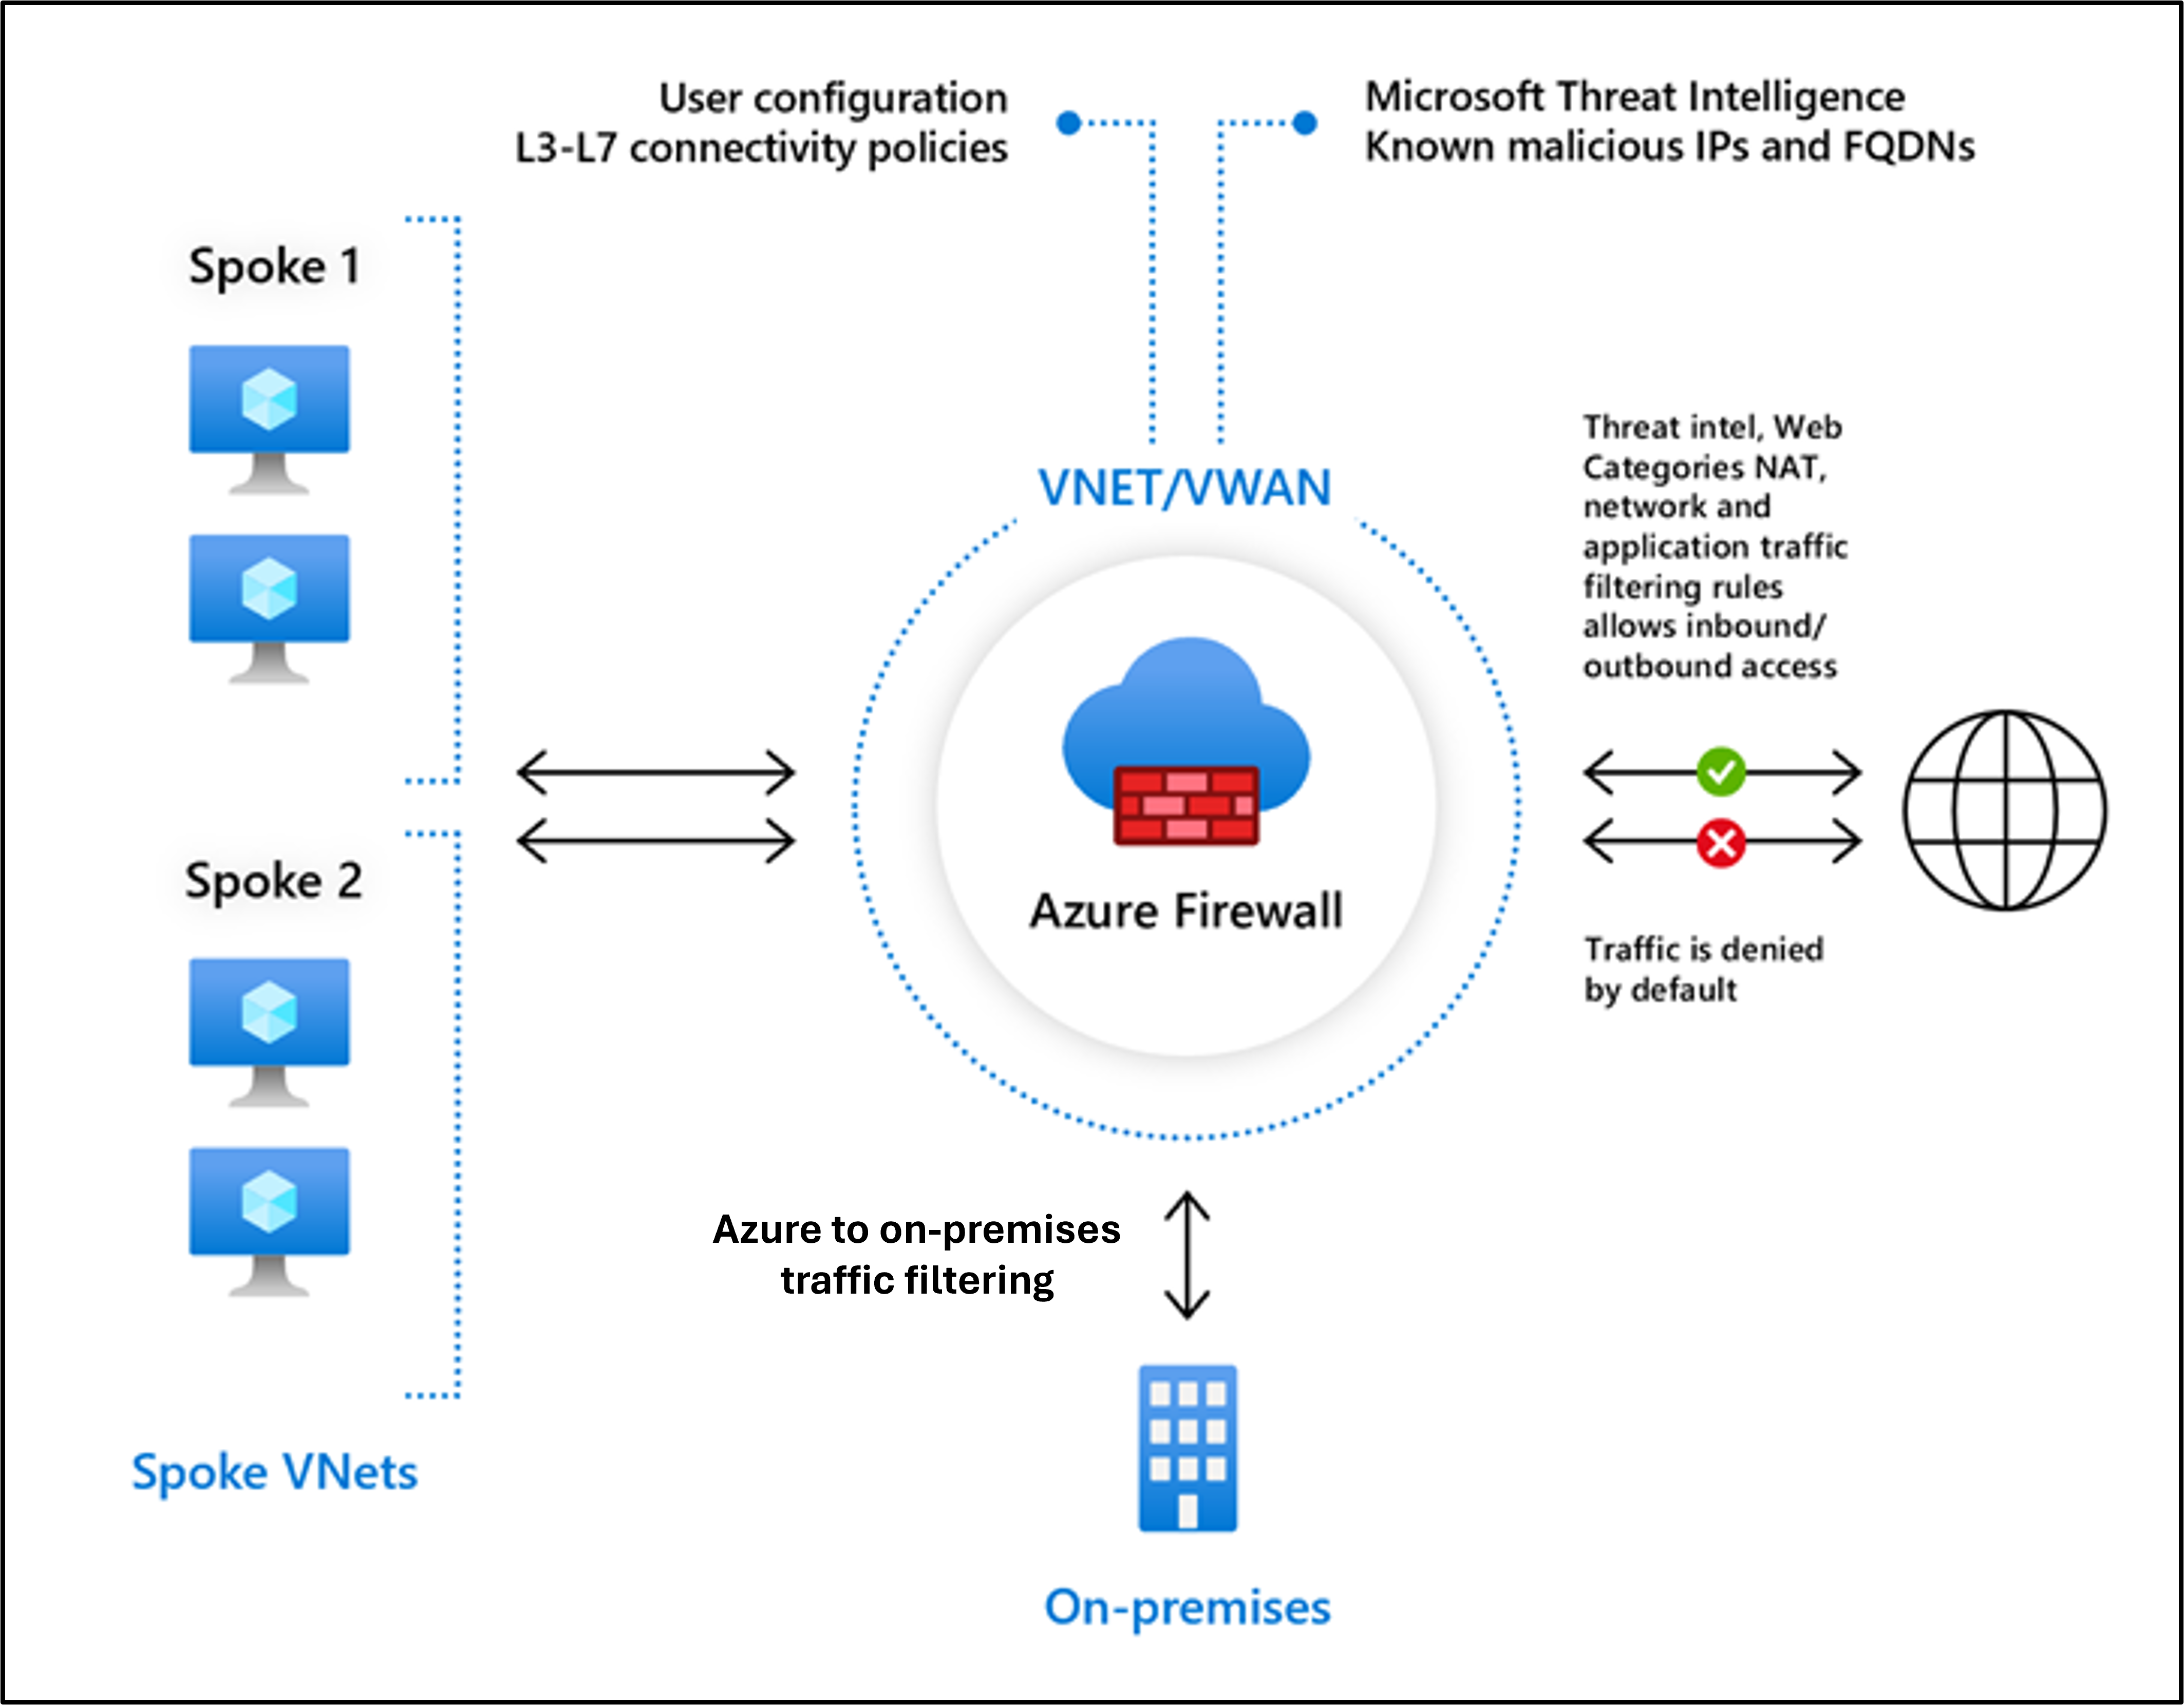 User configuration
L3-L7 connectivity policies
Microsoft Threat Intelligence
Known malicious IPs and FQDNs
Spoke 1
VNET/VWAN
Threat intel, Web
Categories NAT,
network and
application traffic
filtering rules
allows inbound/
outbound access
Spoke 2
Azure Firewall
Traffic is denied
by default
Azure to on-premises
traffic filtering
Spoke VNets
On-premises